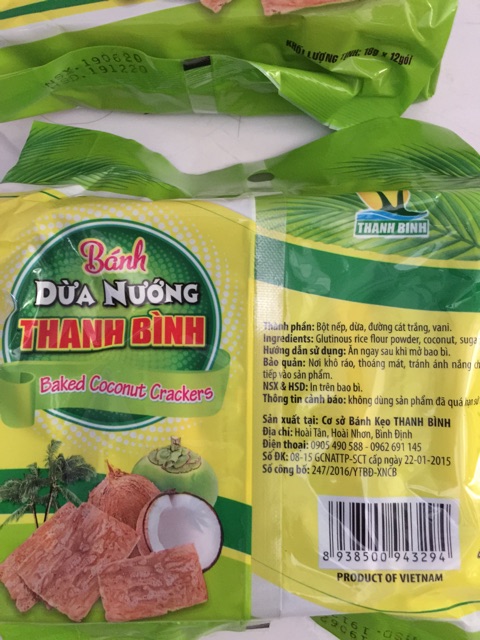 NSX:190620
HSD.191220
KHỐI LƯỢNG TỊNH: 10g × 12gói
THANH BÌNH
Bánh
DỪA NƯỚNG
THANH BÌNH
Baked Coconut Crackers
Thành phần: Bột nếp, dừa, đường cát trắng, vani.
Ingredients: Glutinous rice flour powder, coconut, suga
Hướng dẫn sử dụng: Ăn ngay sau khi mở bao bì.
Bảo quản: Nơi khô ráo, thoáng mát, tránh ánh nắng ch
tiếp vào sản phẩm.
NSX & HSD: In trên bao bì.
Thông tin cảnh báo: không dùng sản phẩm đã quá
Sản xuất tại: Cơ sở Bánh Kẹo THANH BÌNH
Địa chỉ: Hoài Tân, Hoài Nhơn, Bình Định
Điện thoại: 0905 490 588 - 0962 691 145
Số ĐK: 08-15 GCNATTP-SCT cấp ngày 22-01-2015
Số công bố: 247/2016/YTBĐ-XNCB
8 938500 943294
PRODUCT OF VIETNAM